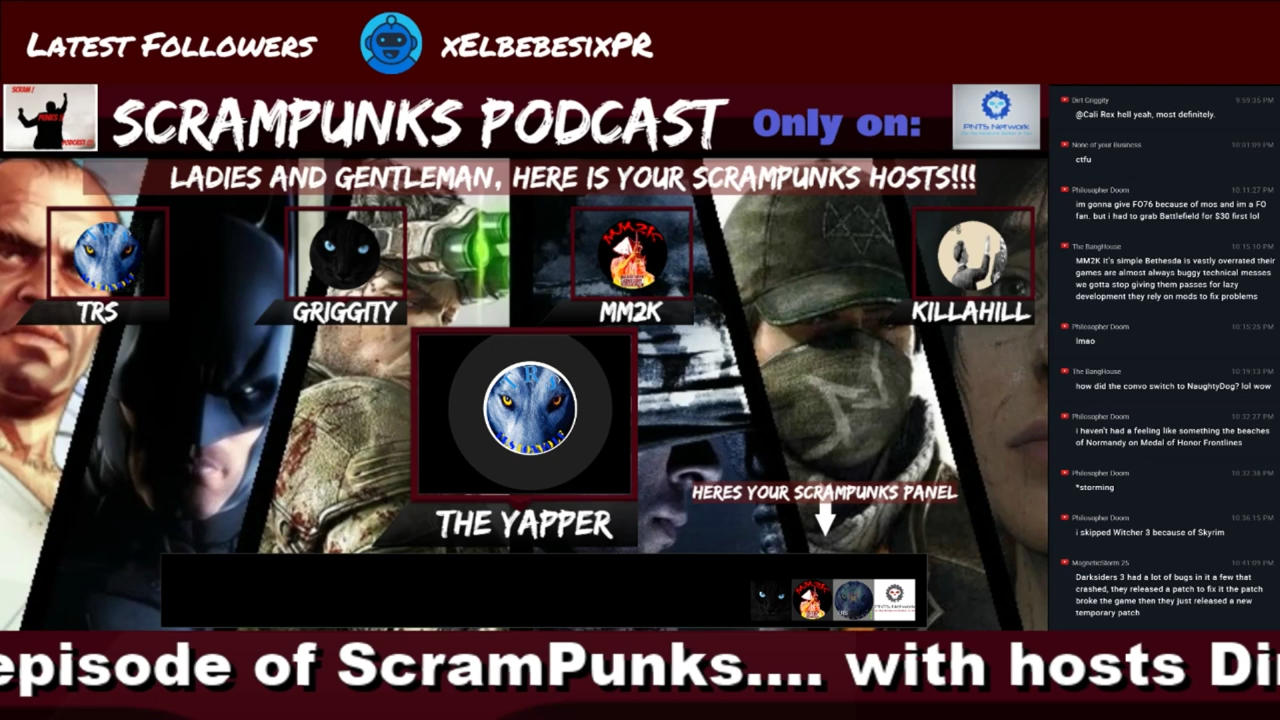 LATEST FOLLOWERS
xELBEBESIXPR
SCRAM!
PUNKS!!
PODCAST!!!
SCRAMPUNKS PODCAST
Only on:
PNTS Network
LADIES AND GENTLEMAN, HERE IS YOUR SCRAMPUNKS HOSTS!!!
MM2K
TRS
GRIGGITY
MM2K
KILLAHILL
TRS
THE YAPPER
HERES YOUR SCRAMPUNKS PANEL
PNTS Network
episode of ScramPunks.... with hosts Di
Dirt Griggity 9:59:35 PM
@Cali Rex hell yeah, most definitely.
None of your Business 10:01:09 PM
ctfu
Philosopher Doom 10:11:27 PM
im gonna give FO76 because of mos and im a FO
fan. but i had to grab Battlefield for $30 first lol
The BangHouse 10:15:10 PM
MM2K it's simple Bethesda is vastly overrated their
games are almost always buggy technical messes
we gotta stop giving them passes for lazy
development they rely on mods to fix problems
Philosopher Doom 10:15:25 PM
lmao
The BangHouse 10:19:13 PM
how did the convo switch to NaughtyDog? lol wow
Philosopher Doom 10:32:27 PM
i haven't had a feeling like something the beaches
of Normandy on Medal of Honor Frontlines
Philosopher Doom 10:32:38 PM
*storming
Philosopher Doom 10:36:15 PM
i skipped Witcher 3 because of Skyrim
MagneticStorm 25 10:41:09 PM
Darksiders 3 had a lot of bugs in it a few that
crashed, they released a patch to fix it the patch
broke the game then they just released a new
temporary patch